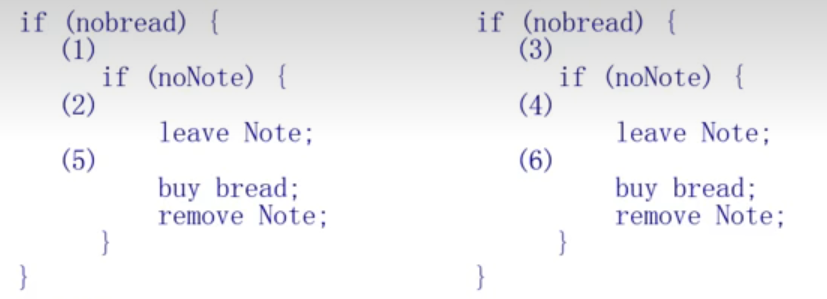 if (nobread) {
(1)
if (noNote) {
(2)
leave Note;
(5)
buy bread;
remove Note;
}
}
if (nobread) {
(3)
if (noNote) {
(4)
leave Note;
(6)
buy bread;
remove Note;
}
}